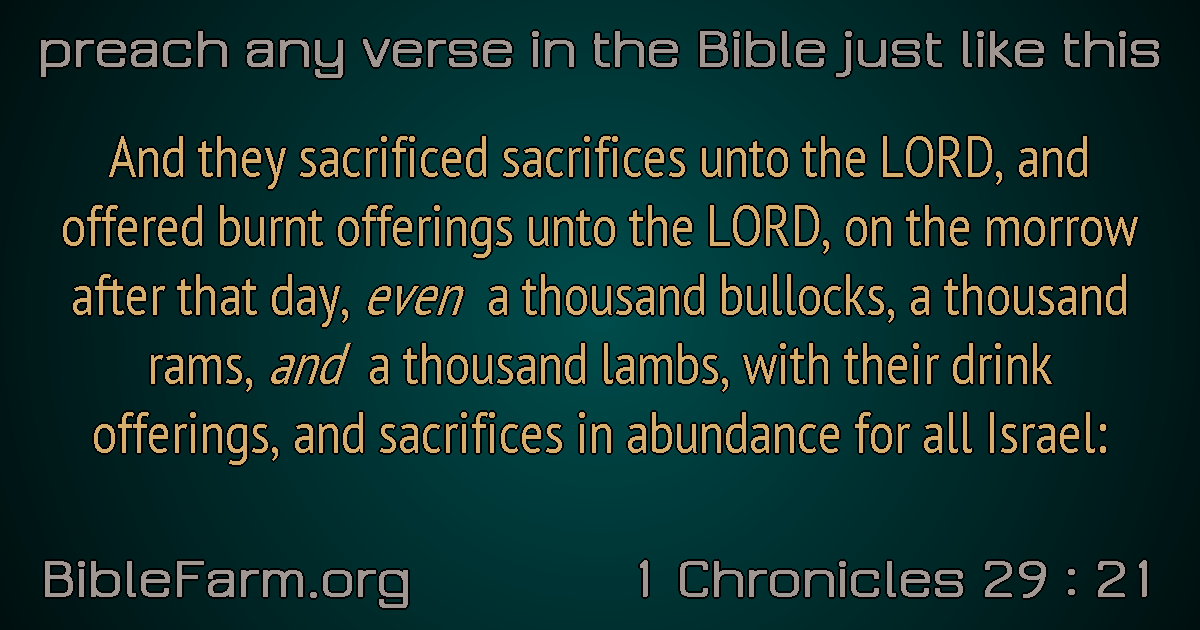 preach any verse in the Bible just like this
And they sacrificed sacrifices unto the LORD, and
offered burnt offerings unto the LORD, on the morrow
after that day, even a thousand bullocks, a thousand
rams, and a thousand lambs, with their drink
offerings, and sacrifices in abundance for all Israel:
BibleFarm.org
1 Chronicles 29 : 21